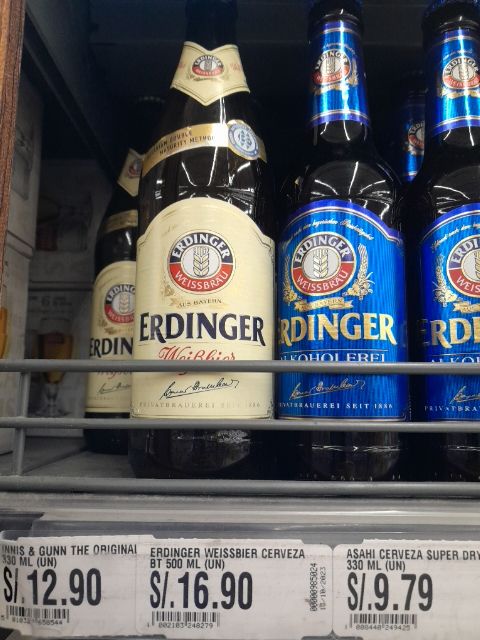 ERDINGER
WEISSBRÄU
MATURITY METHOD
ERDINGER
WEISSBRÄU
AUS BAYERN
ERDINGER
Weißbier
PRIVATBRAUEREI SEIT 1886
ERDINGER
WEISSBRÄU
ERDINGER
WEISSBRÄU
ERDINGER
ALKOHOLFREI
PRIVATBRAUEREI SEIT 1886
INNIS & GUNN THE ORIGINAL
330 ML (UN)
S/.12.90
ERDINGER WEISSBIER CERVEZA
BT 500 ML (UN)
S/.16.90
ASAHI CERVEZA SUPER DRY
330 ML (UN)
S/.9.79